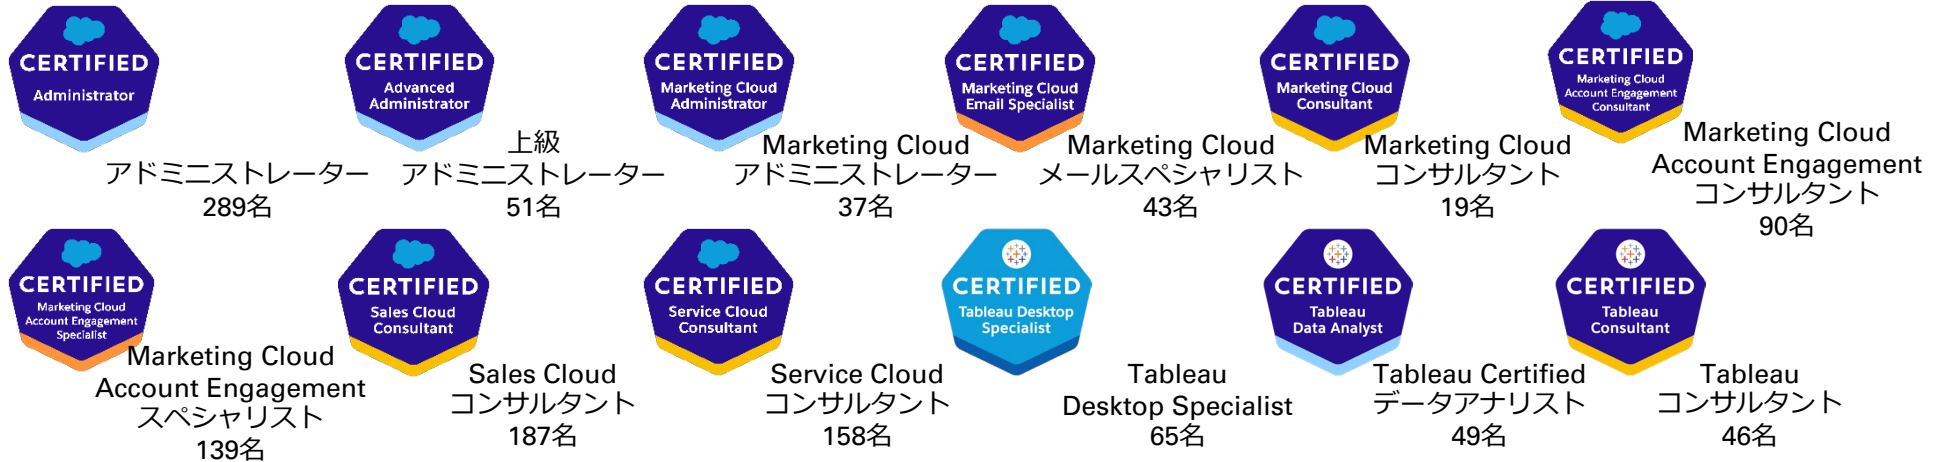 CERTIFIED
Administrator
アドミニストレーター
289名
CERTIFIED
Advanced
Administrator
上級
アドミニストレーター
51名
CERTIFIED
Marketing Cloud
Administrator
Marketing Cloud
アドミニストレーター
37名
CERTIFIED
Marketing Cloud
Email Specialist
Marketing Cloud
メールスペシャリスト
43名
CERTIFIED
Marketing Cloud
Consultant
Marketing Cloud
コンサルタント
19名
CERTIFIED
Marketing Cloud
Account Engagement
Consultant
Marketing Cloud
Account Engagement
コンサルタント
90名
CERTIFIED
Marketing Cloud
Account Engagement
Specialist
Marketing Cloud
Account Engagement
スペシャリスト
139名
CERTIFIED
Sales Cloud
Consultant
Sales Cloud
コンサルタント
187名
CERTIFIED
Service Cloud
Consultant
Service Cloud
コンサルタント
158名
CERTIFIED
Tableau Desktop
Specialist
Tableau
Desktop Specialist
65名
CERTIFIED
Tableau
Data Analyst
Tableau Certified
データアナリスト
49名
CERTIFIED
Tableau
Consultant
Tableau
コンサルタント
46名